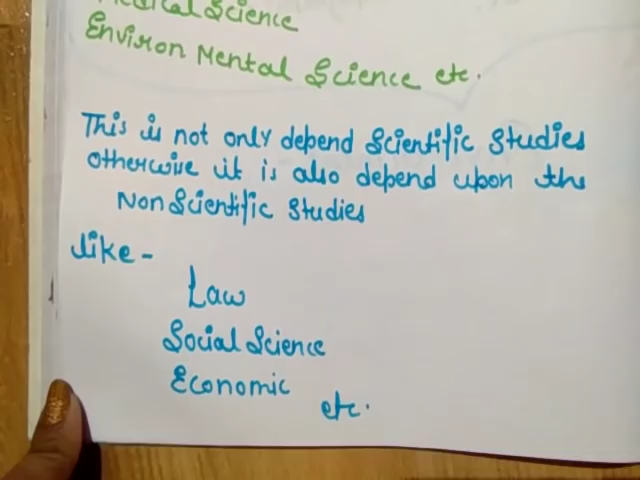 Medical Science
Environ Mental Science etc.
This is not only depend Scientific Studies
otherwise it is also depend upon the
Non Scientific Studies
like -
Law
Social Science
Economic
etc.